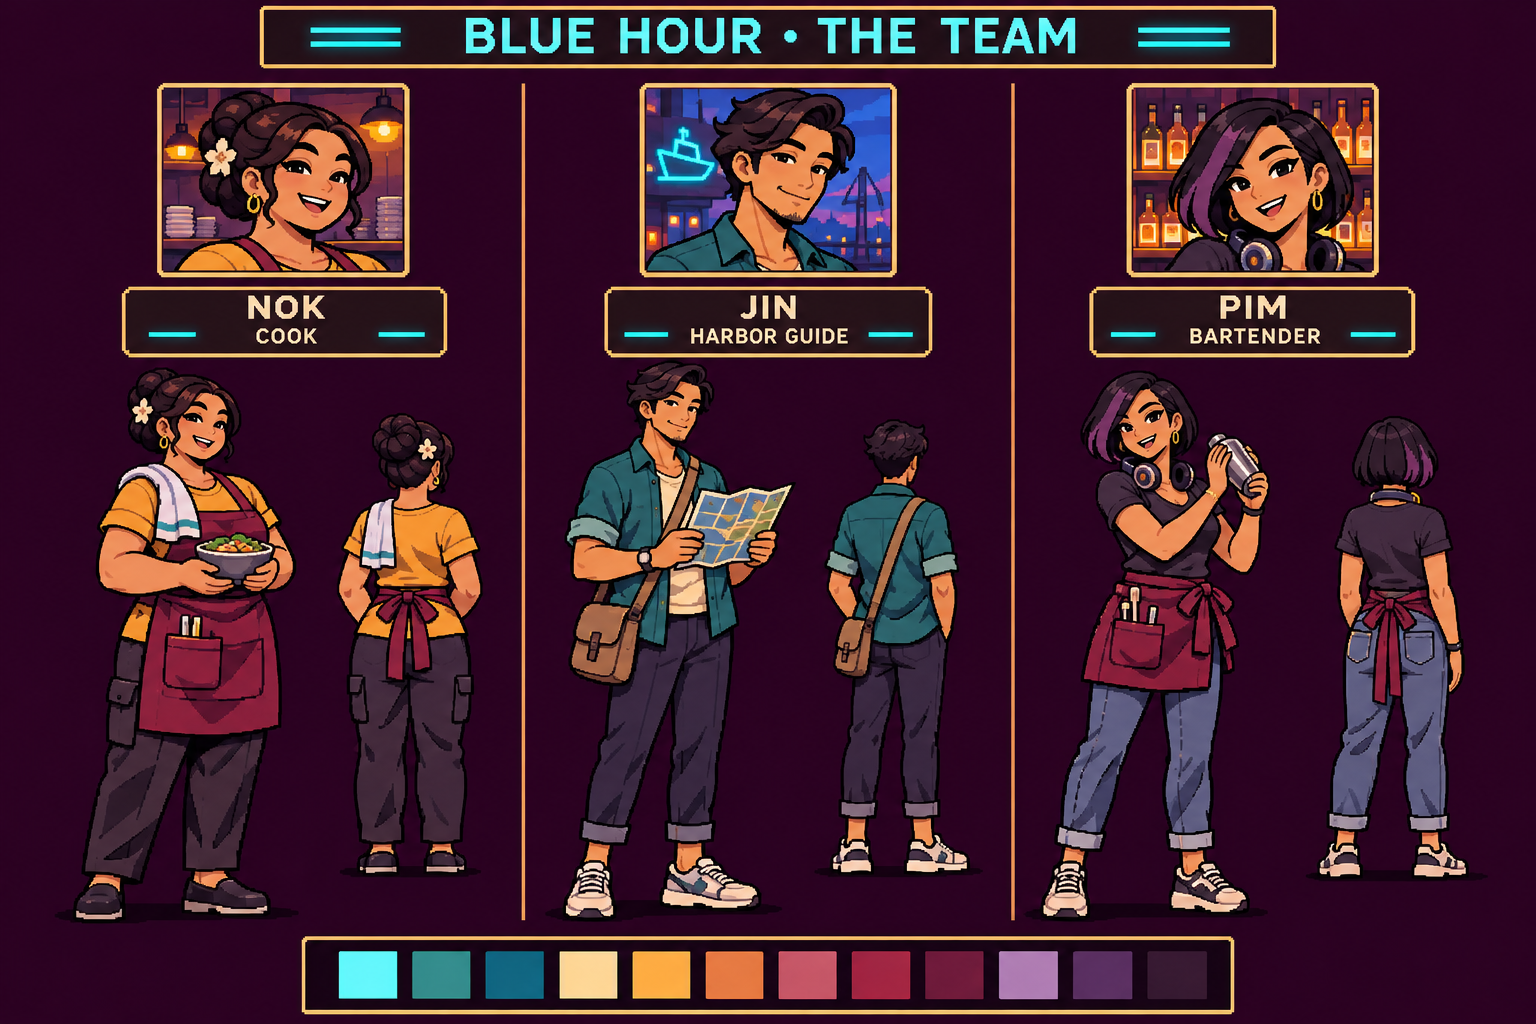 BLUE HOUR • THE TEAM
NOK
COOK
JIN
HARBOR GUIDE
PIM
BARTENDER